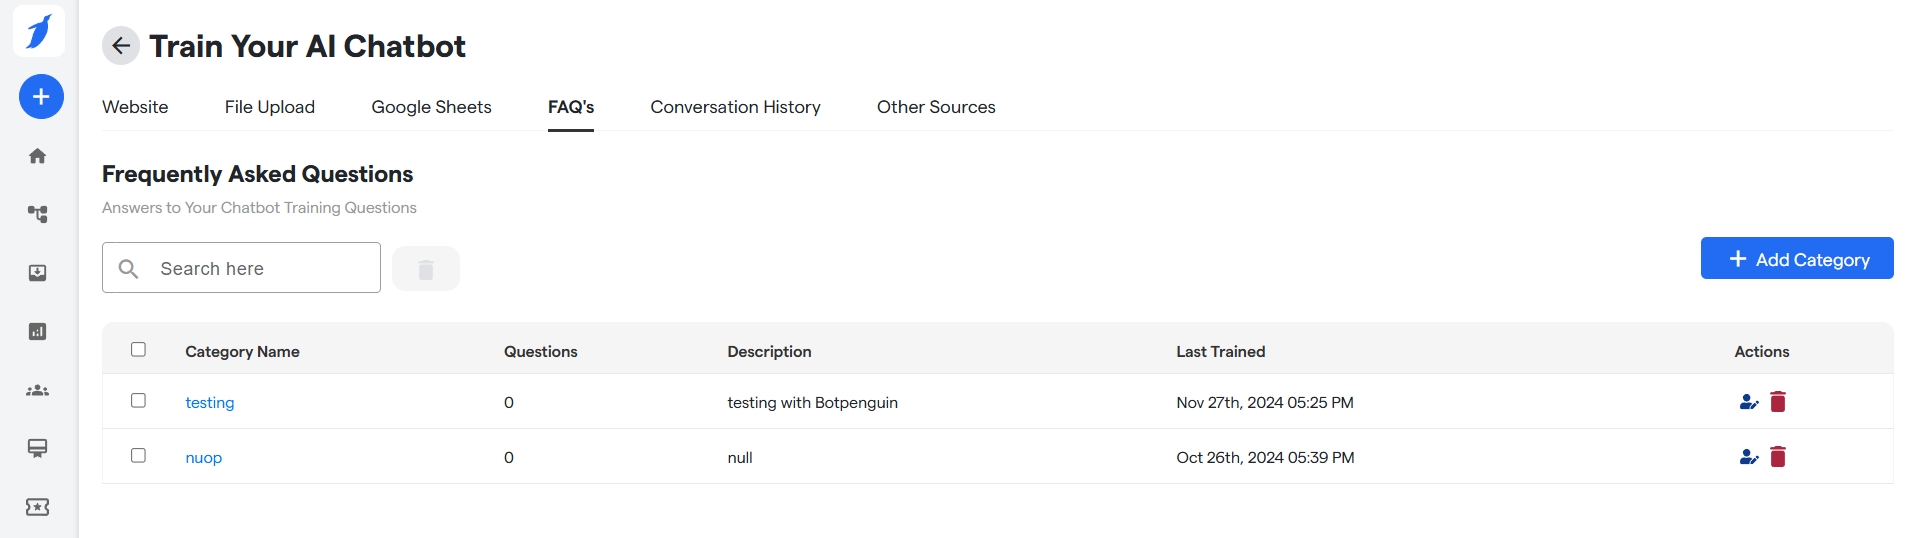 Train Your AI Chatbot
Website File Upload Google Sheets FAQ's Conversation History Other Sources
Frequently Asked Questions
Answers to Your Chatbot Training Questions
Search here
+ Add Category
Category Name Questions Description Last Trained Actions
testing 0 testing with Botpenguin Nov 27th, 2024 05:25 PM
nuop 0 null Oct 26th, 2024 05:39 PM